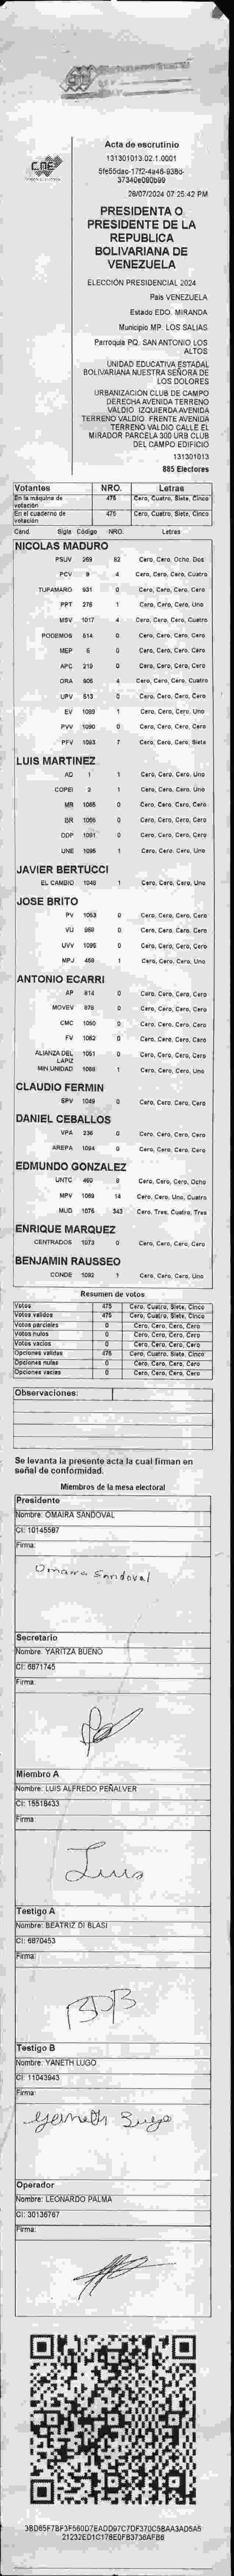 CNE
Acta de escrutinio
131301013.02.1.0001
28/07/2024 07:25:42 PM
PRESIDENTA O
PRESIDENTE DE LA
REPUBLICA
BOLIVARIANA DE
VENEZUELA
ELECCIÓN PRESIDENCIAL 2024
País VENEZUELA
Estado EDO. MIRANDA
Municipio MP. LOS SALIAS
Parroquia PQ. SAN ANTONIO LOS
ALTOS
UNIDAD EDUCATIVA ESTADAL
BOLIVARIANA NUESTRA SEÑORA DE
LOS DOLORES
URBANIZACIÓN CLUB DE CAMPO
DERECHA AVENIDA TERRENO
VALDIO. IZQUIERDA AVENIDA
TERRENO VALDIO. FRENTE AVENIDA
TERRENO VALDIO CALLE EL
MIRADOR PARCELA 300 URB CLUB
DEL CAMPO EDIFICIO
131301013
885 Electores
Votantes NRO. Letras
En la máquina de votación 475 Cero, Cuatro, Siete, Cinco
En el cuaderno de votación 475 Cero, Cuatro, Siete, Cinco
Cand. Sigla Código NRO. Letras
NICOLAS MADURO
PSUV 269 82 Cero, Cero, Ocho, Dos
PCV 9 4 Cero, Cero, Cero, Cuatro
TUPAMARO 931 0 Cero, Cero, Cero, Cero
PPT 276 1 Cero, Cero, Cero, Uno
MSV 1017 4 Cero, Cero, Cero, Cuatro
PODEMOS 614 0 Cero, Cero, Cero, Cero
MEP 5 0 Cero, Cero, Cero, Cero
APC 219 0 Cero, Cero, Cero, Cero
ORA 906 4 Cero, Cero, Cero, Cuatro
UPV 513 0 Cero, Cero, Cero, Cero
EV 1089 1 Cero, Cero, Cero, Uno
PVV 1090 0 Cero, Cero, Cero, Cero
PFV 1093 7 Cero, Cero, Cero, Siete
LUIS MARTINEZ
AD 1 1 Cero, Cero, Cero, Uno
COPEI 2 1 Cero, Cero, Cero, Uno
MR 1065 0 Cero, Cero, Cero, Cero
BR 1066 0 Cero, Cero, Cero, Cero
DDP 1091 0 Cero, Cero, Cero, Cero
UNE 1095 1 Cero, Cero, Cero, Uno
JAVIER BERTUCCI
EL CAMBIO 1048 1 Cero, Cero, Cero, Uno
JOSE BRITO
PV 1053 0 Cero, Cero, Cero, Cero
VU 968 0 Cero, Cero, Cero, Cero
UVV 1096 0 Cero, Cero, Cero, Cero
MPJ 458 1 Cero, Cero, Cero, Uno
ANTONIO ECARRI
AP 814 0 Cero, Cero, Cero, Cero
MOVEV 978 0 Cero, Cero, Cero, Cero
CMC 1050 0 Cero, Cero, Cero, Cero
FV 1062 0 Cero, Cero, Cero, Cero
ALIANZA DEL LAPIZ 1051 0 Cero, Cero, Cero, Cero
MIN UNIDAD 1068 1 Cero, Cero, Cero, Uno
CLAUDIO FERMIN
SPV 1049 0 Cero, Cero, Cero, Cero
DANIEL CEBALLOS
VPA 236 0 Cero, Cero, Cero, Cero
AREPA 1094 0 Cero, Cero, Cero, Cero
EDMUNDO GONZALEZ
UNTC 460 8 Cero, Cero, Cero, Ocho
MPV 1069 14 Cero, Cero, Uno, Cuatro
MUD 1076 343 Cero, Tres, Cuatro, Tres
ENRIQUE MARQUEZ
CENTRADOS 1073 0 Cero, Cero, Cero, Cero
BENJAMIN RAUSSEO
CONDE 1092 1 Cero, Cero, Cero, Uno
Resumen de votos
Votos 475 Cero, Cuatro, Siete, Cinco
Votos validos 475 Cero, Cuatro, Siete, Cinco
Votos parciales 0 Cero, Cero, Cero, Cero
Votos nulos 0 Cero, Cero, Cero, Cero
Votos vacios 0 Cero, Cero, Cero, Cero
Opciones validas 475 Cero, Cuatro, Siete, Cinco
Opciones nulas 0 Cero, Cero, Cero, Cero
Opciones vacias 0 Cero, Cero, Cero, Cero
Observaciones:
Se levanta la presente acta la cual firman en
señal de conformidad.
Miembros de la mesa electoral
Presidente
Nombre: OMAIRA SANDOVAL
CI: 10145587
Firma:
Omaira Sandoval
Secretario
Nombre: YARITZA BUENO
CI: 6871745
Firma:
Miembro A
Nombre: LUIS ALFREDO PEÑALVER
CI: 15518433
Firma:
Luis
Testigo A
Nombre: BEATRIZ DI BLASI
CI: 6870453
Firma:
Testigo B
Nombre: YANETH LUGO
CI: 11043943
Firma:
Yaneth Lugo
Operador
Nombre: LEONARDO PALMA
CI: 30136767
Firma: